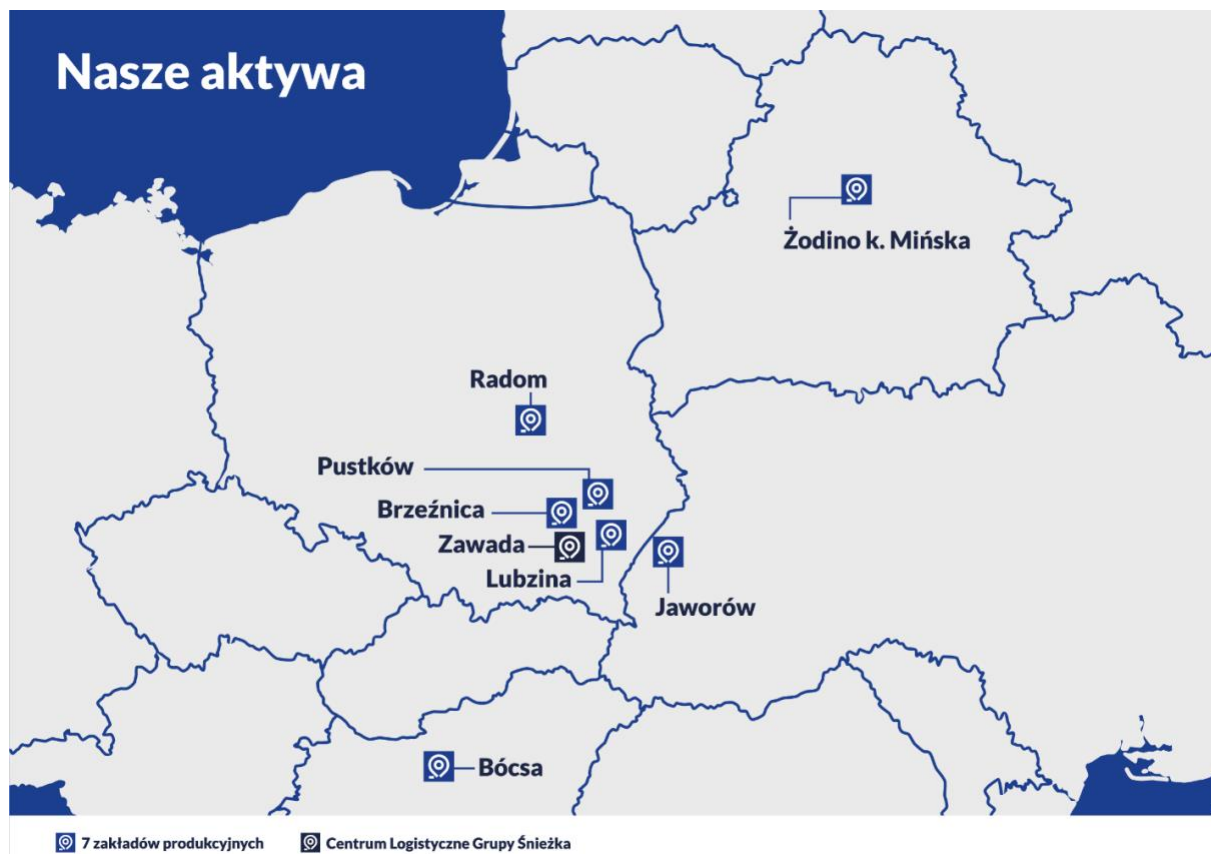 Nasze aktywa
Żodino k. Mińska
Radom
Pustków
Brzeźnica
Zawada
Lubzina
Jaworów
Bócsa
7 zakładów produkcyjnych
Centrum Logistyczne Grupy Śnieżka